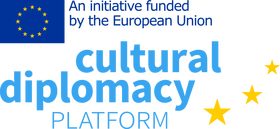 An initiative funded
by the European Union
cultural
diplomacy
PLATFORM